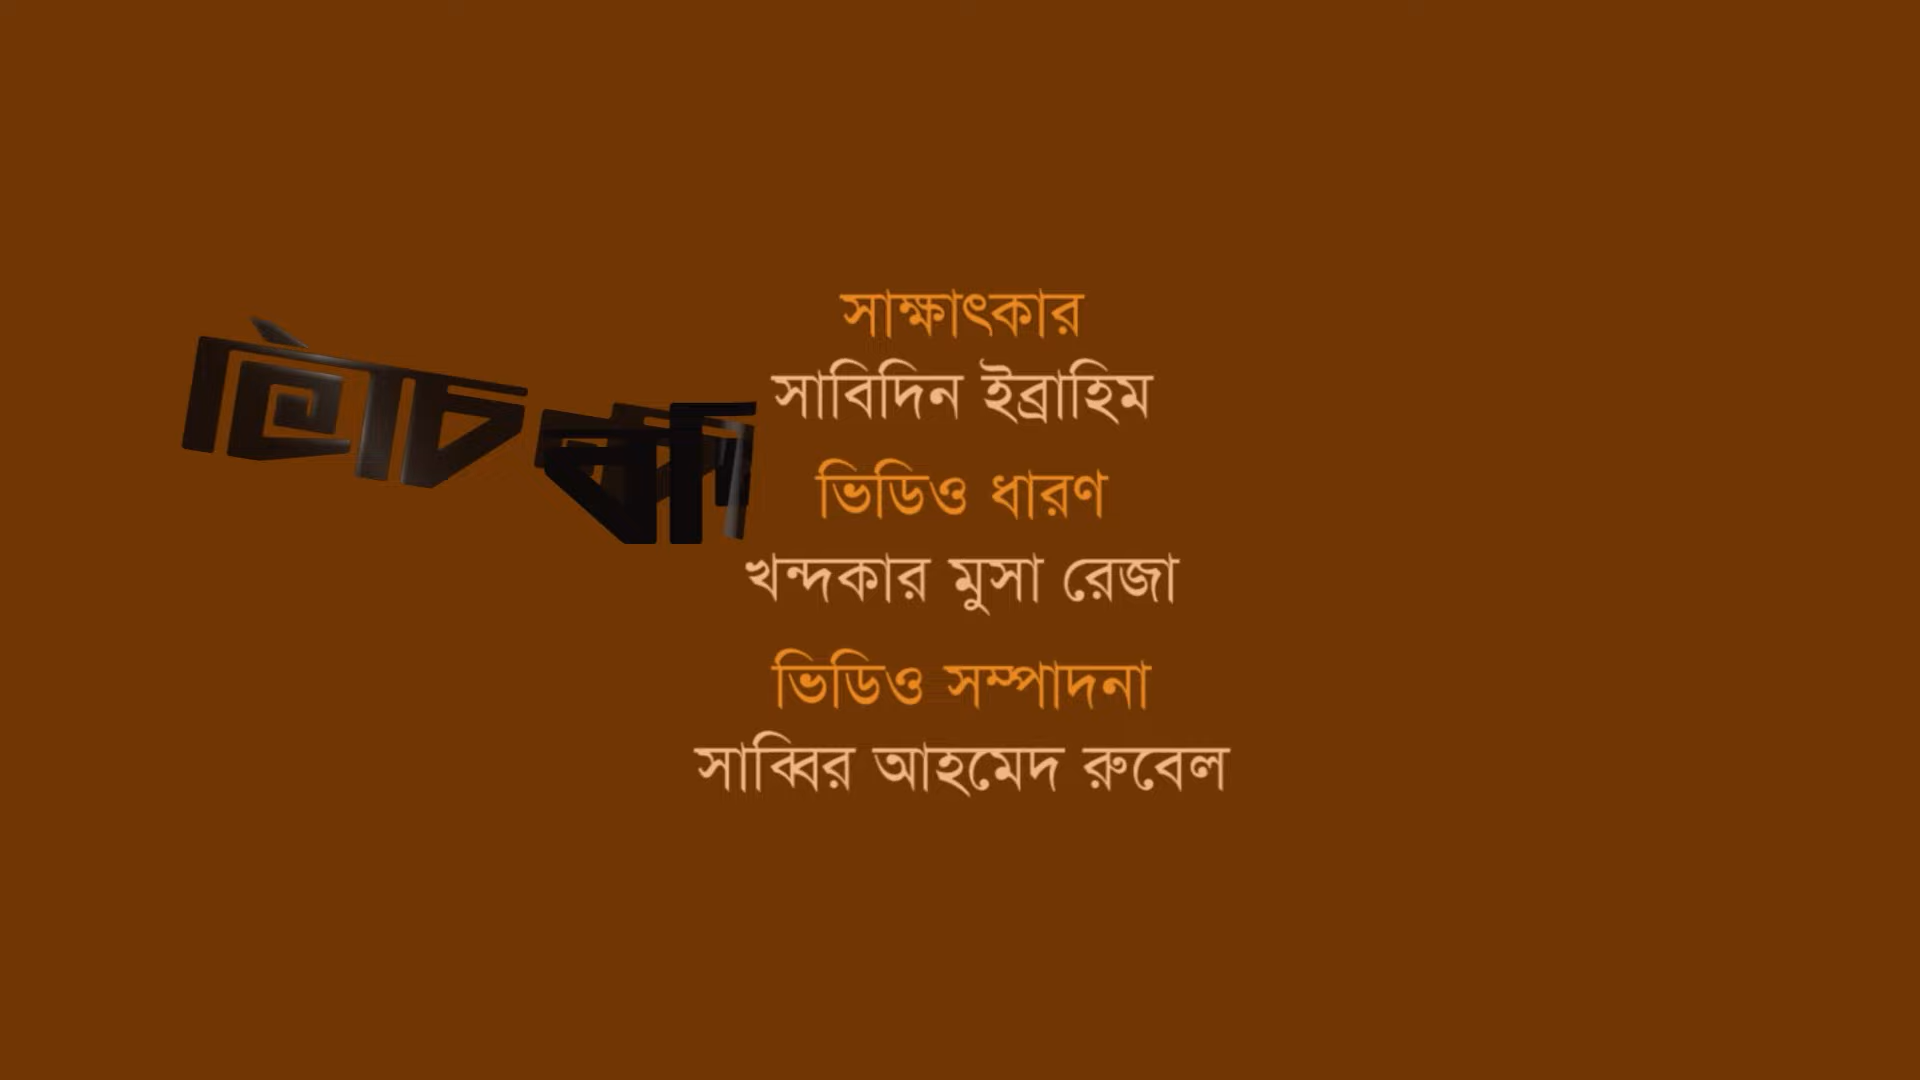 সাক্ষাৎকার
সাবিদিন ইব্রাহিম
ভিডিও ধারণ
খন্দকার মুসা রেজা
ভিডিও সম্পাদনা
সাব্বির আহমেদ রুবেল